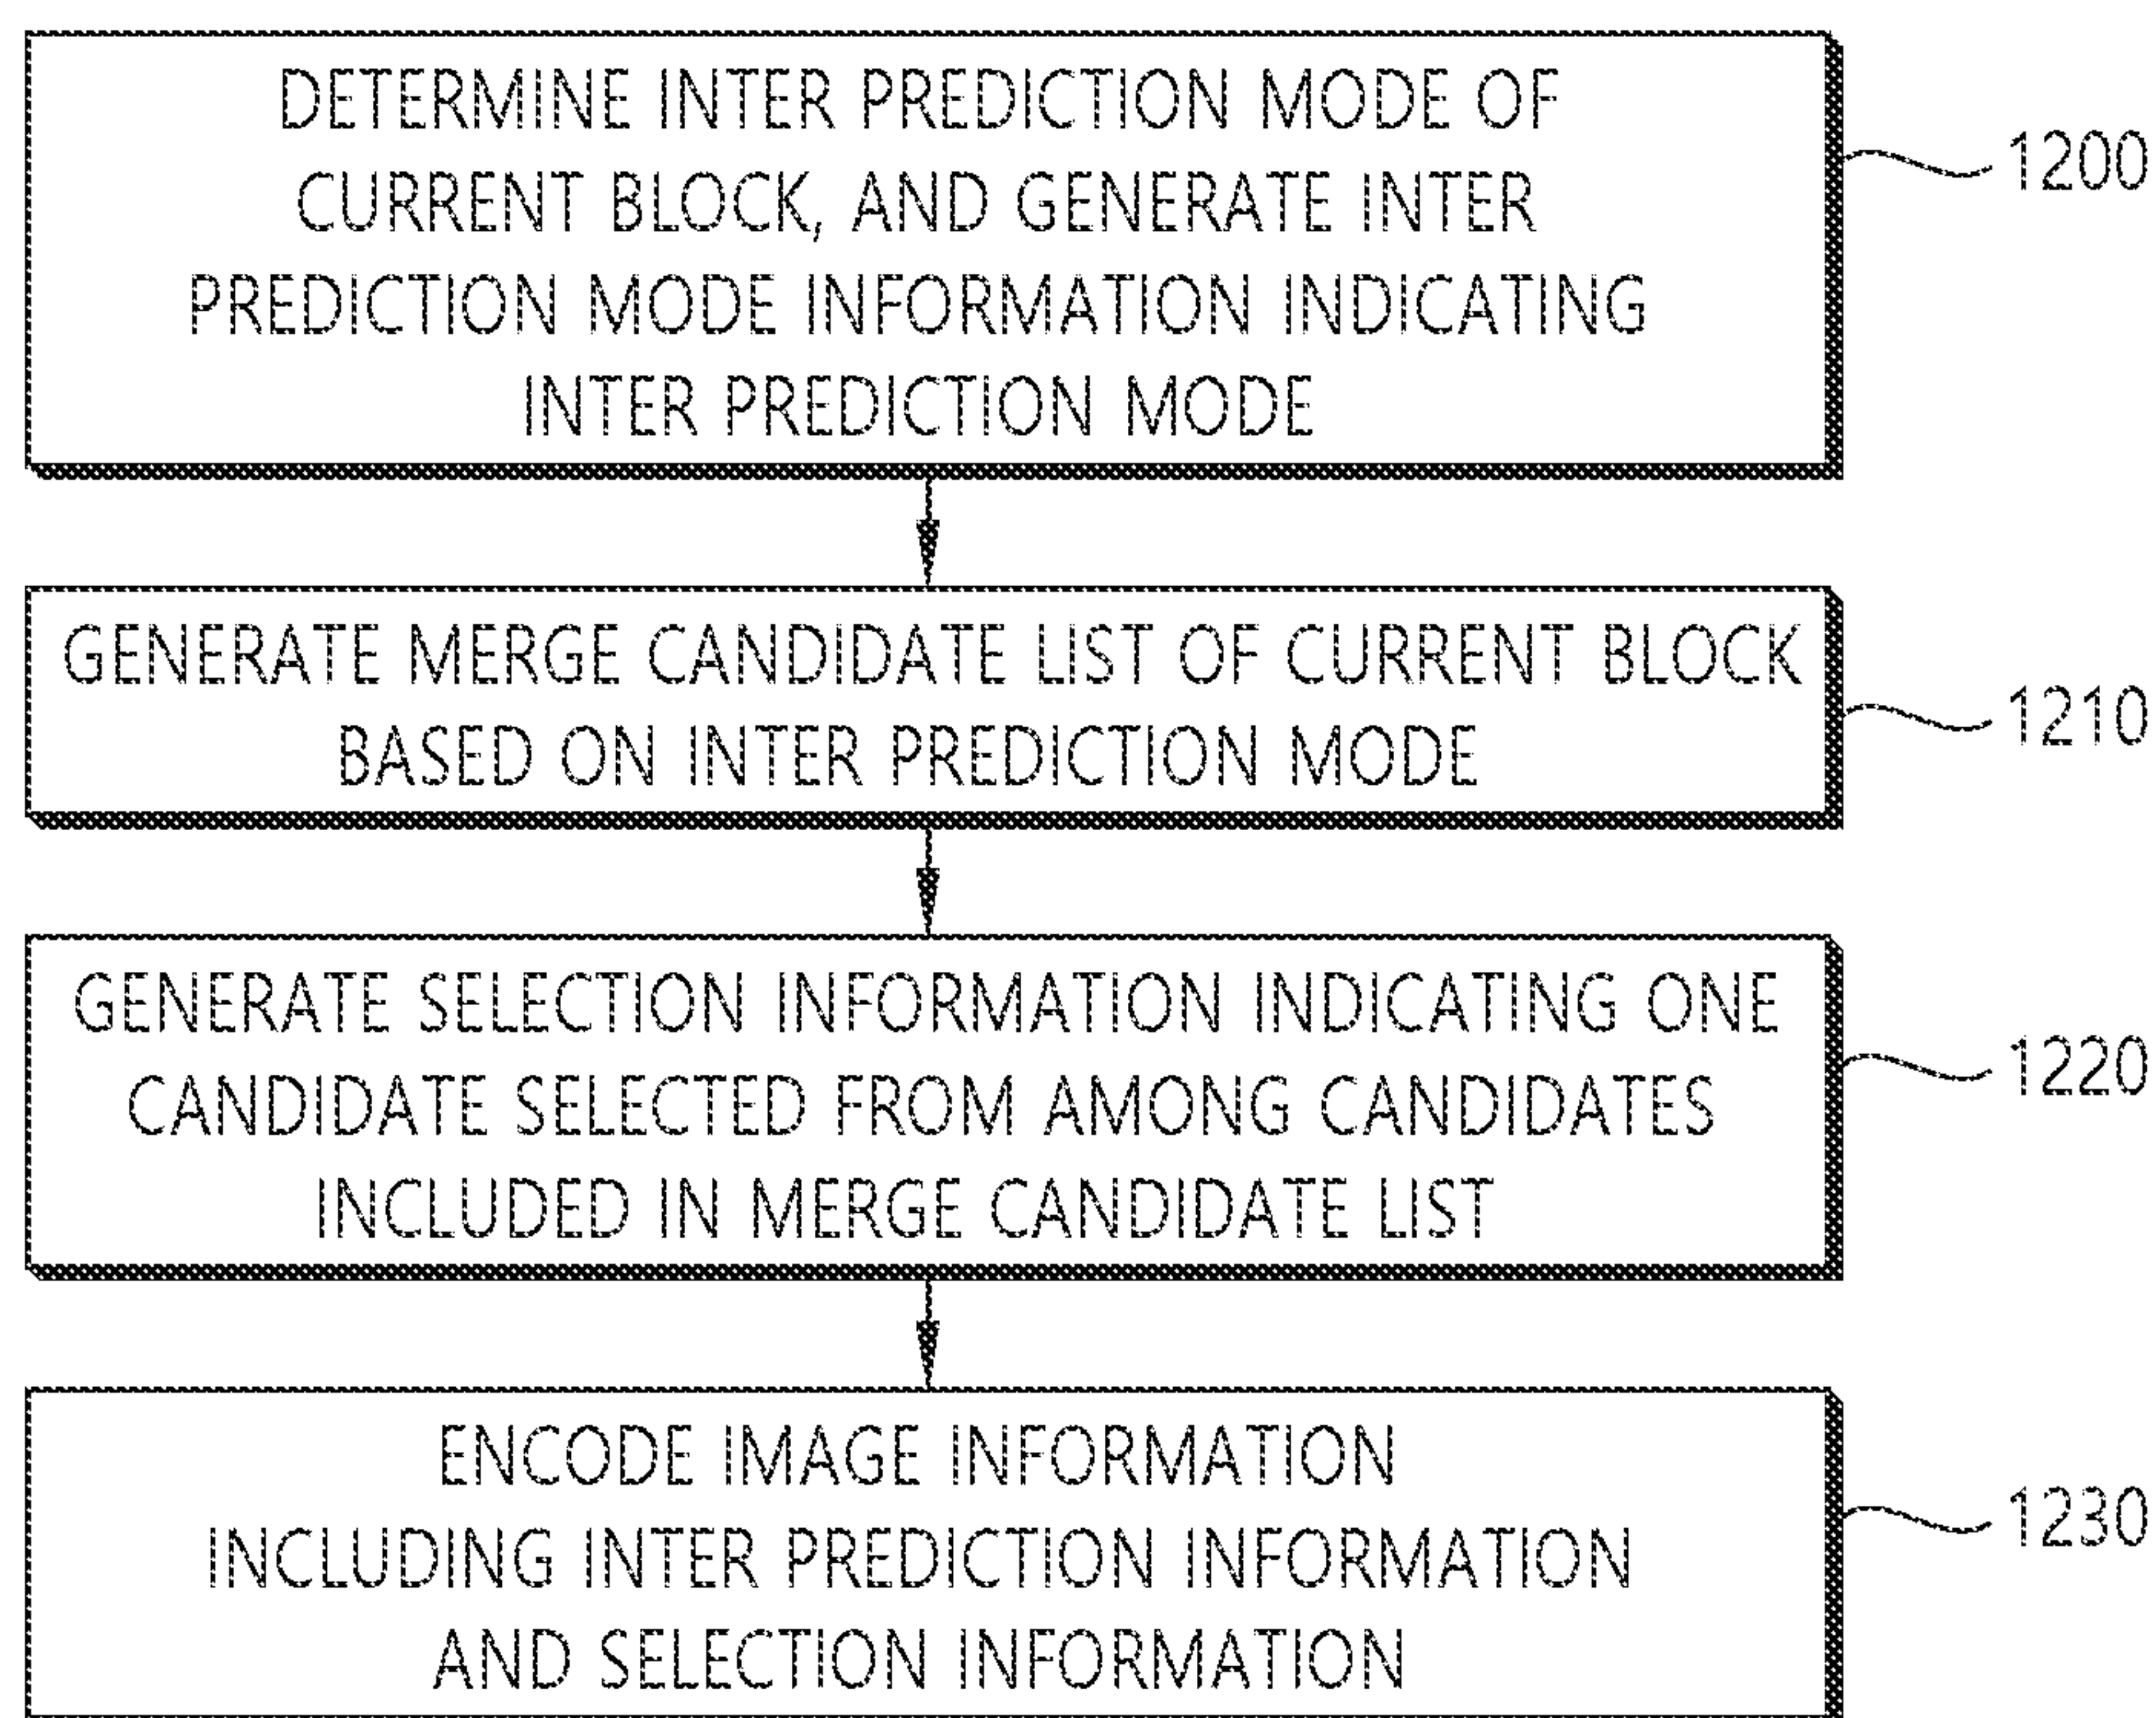 DETERMINE INTER PREDICTION MODE OF
CURRENT BLOCK, AND GENERATE INTER
PREDICTION MODE INFORMATION INDICATING
INTER PREDICTION MODE
1200
GENERATE MERGE CANDIDATE LIST OF CURRENT BLOCK
BASED ON INTER PREDICTION MODE
1210
GENERATE SELECTION INFORMATION INDICATING ONE
CANDIDATE SELECTED FROM AMONG CANDIDATES
INCLUDED IN MERGE CANDIDATE LIST
1220
ENCODE IMAGE INFORMATION
INCLUDING INTER PREDICTION INFORMATION
AND SELECTION INFORMATION
1230